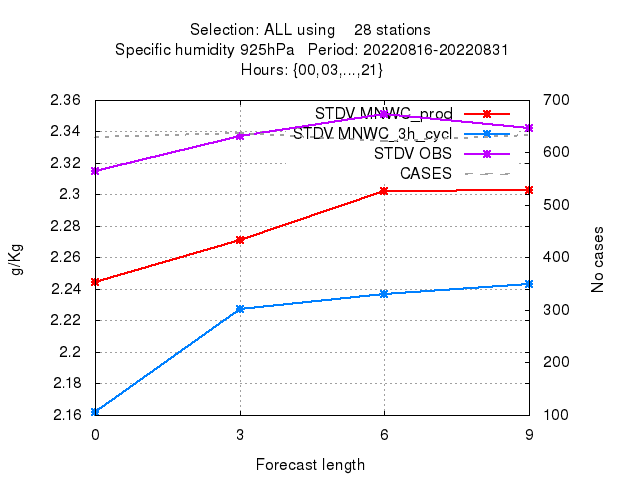 Selection: ALL using 28 stations
Specific humidity 925hPa Period: 20220816-20220831
Hours: {00,03,...,21}
2.36
2.34
2.32
2.3
2.28
2.26
2.24
2.22
2.2
2.18
2.16
g/Kg
STDV MNWC_prod
STDV MNWC_3h_cycl
STDV OBS
CASES
700
600
500
400
300
200
100
No cases
0 3 6 9
Forecast length